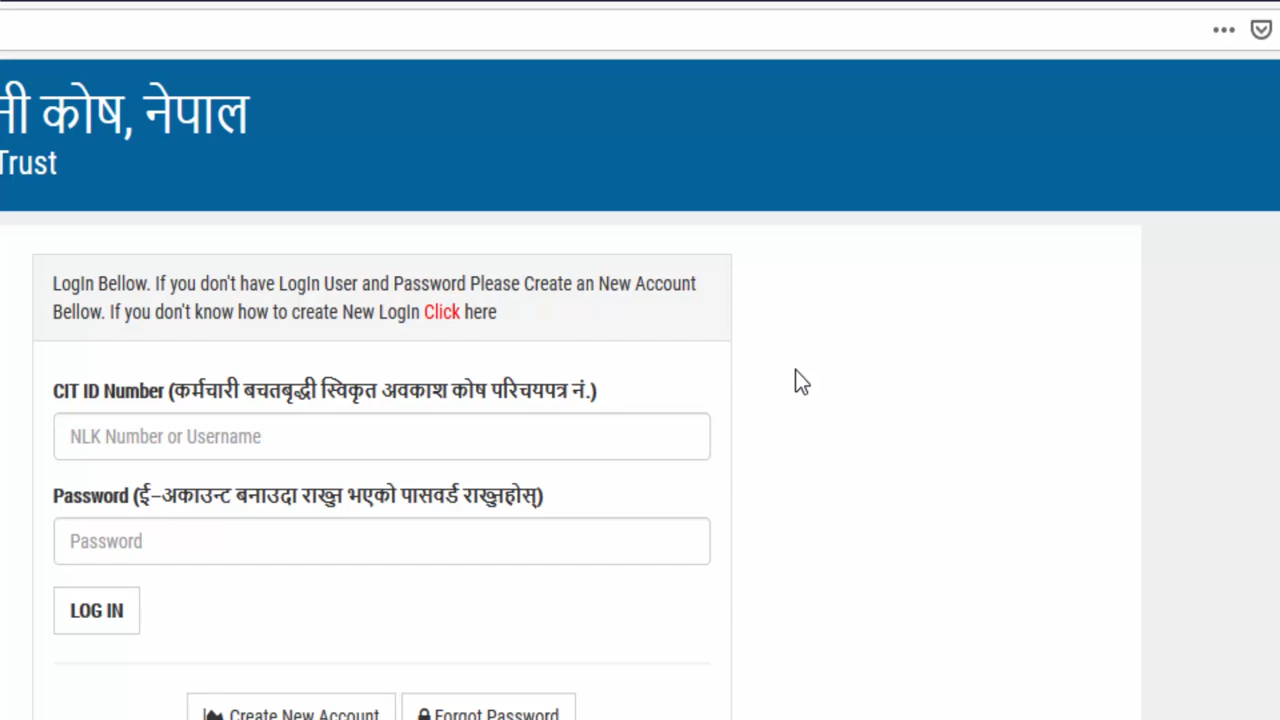 नी कोष, नेपाल
Trust
LogIn Bellow. If you don't have LogIn User and Password Please Create an New Account
Bellow. If you don't know how to create New LogIn Click here
CIT ID Number (कर्मचारी बचतबृद्धी स्विकृत अवकाश कोष परिचयपत्र नं.)
NLK Number or Username
Password (ई-अकाउन्ट बनाउदा राख्नु भएको पासवर्ड राख्नुहोस्)
Password
LOG IN
Create New Account Forgot Password